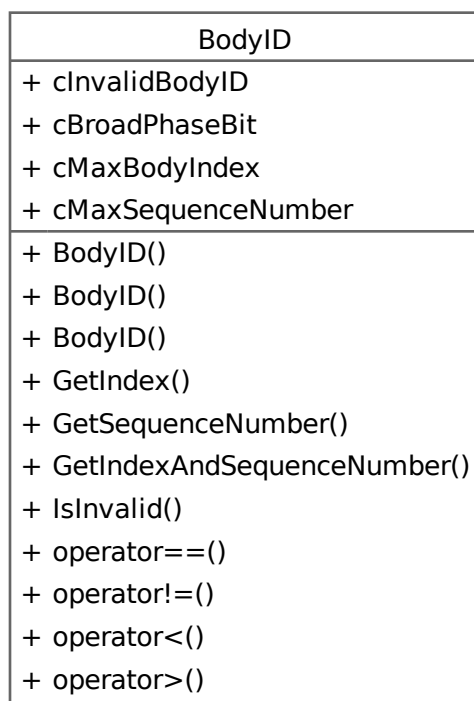 BodyID
+ cInvalidBodyID
+ cBroadPhaseBit
+ cMaxBodyIndex
+ cMaxSequenceNumber
+ BodyID()
+ BodyID()
+ BodyID()
+ GetIndex()
+ GetSequenceNumber()
+ GetIndexAndSequenceNumber()
+ IsInvalid()
+ operator==()
+ operator!=()
+ operator<()
+ operator>()